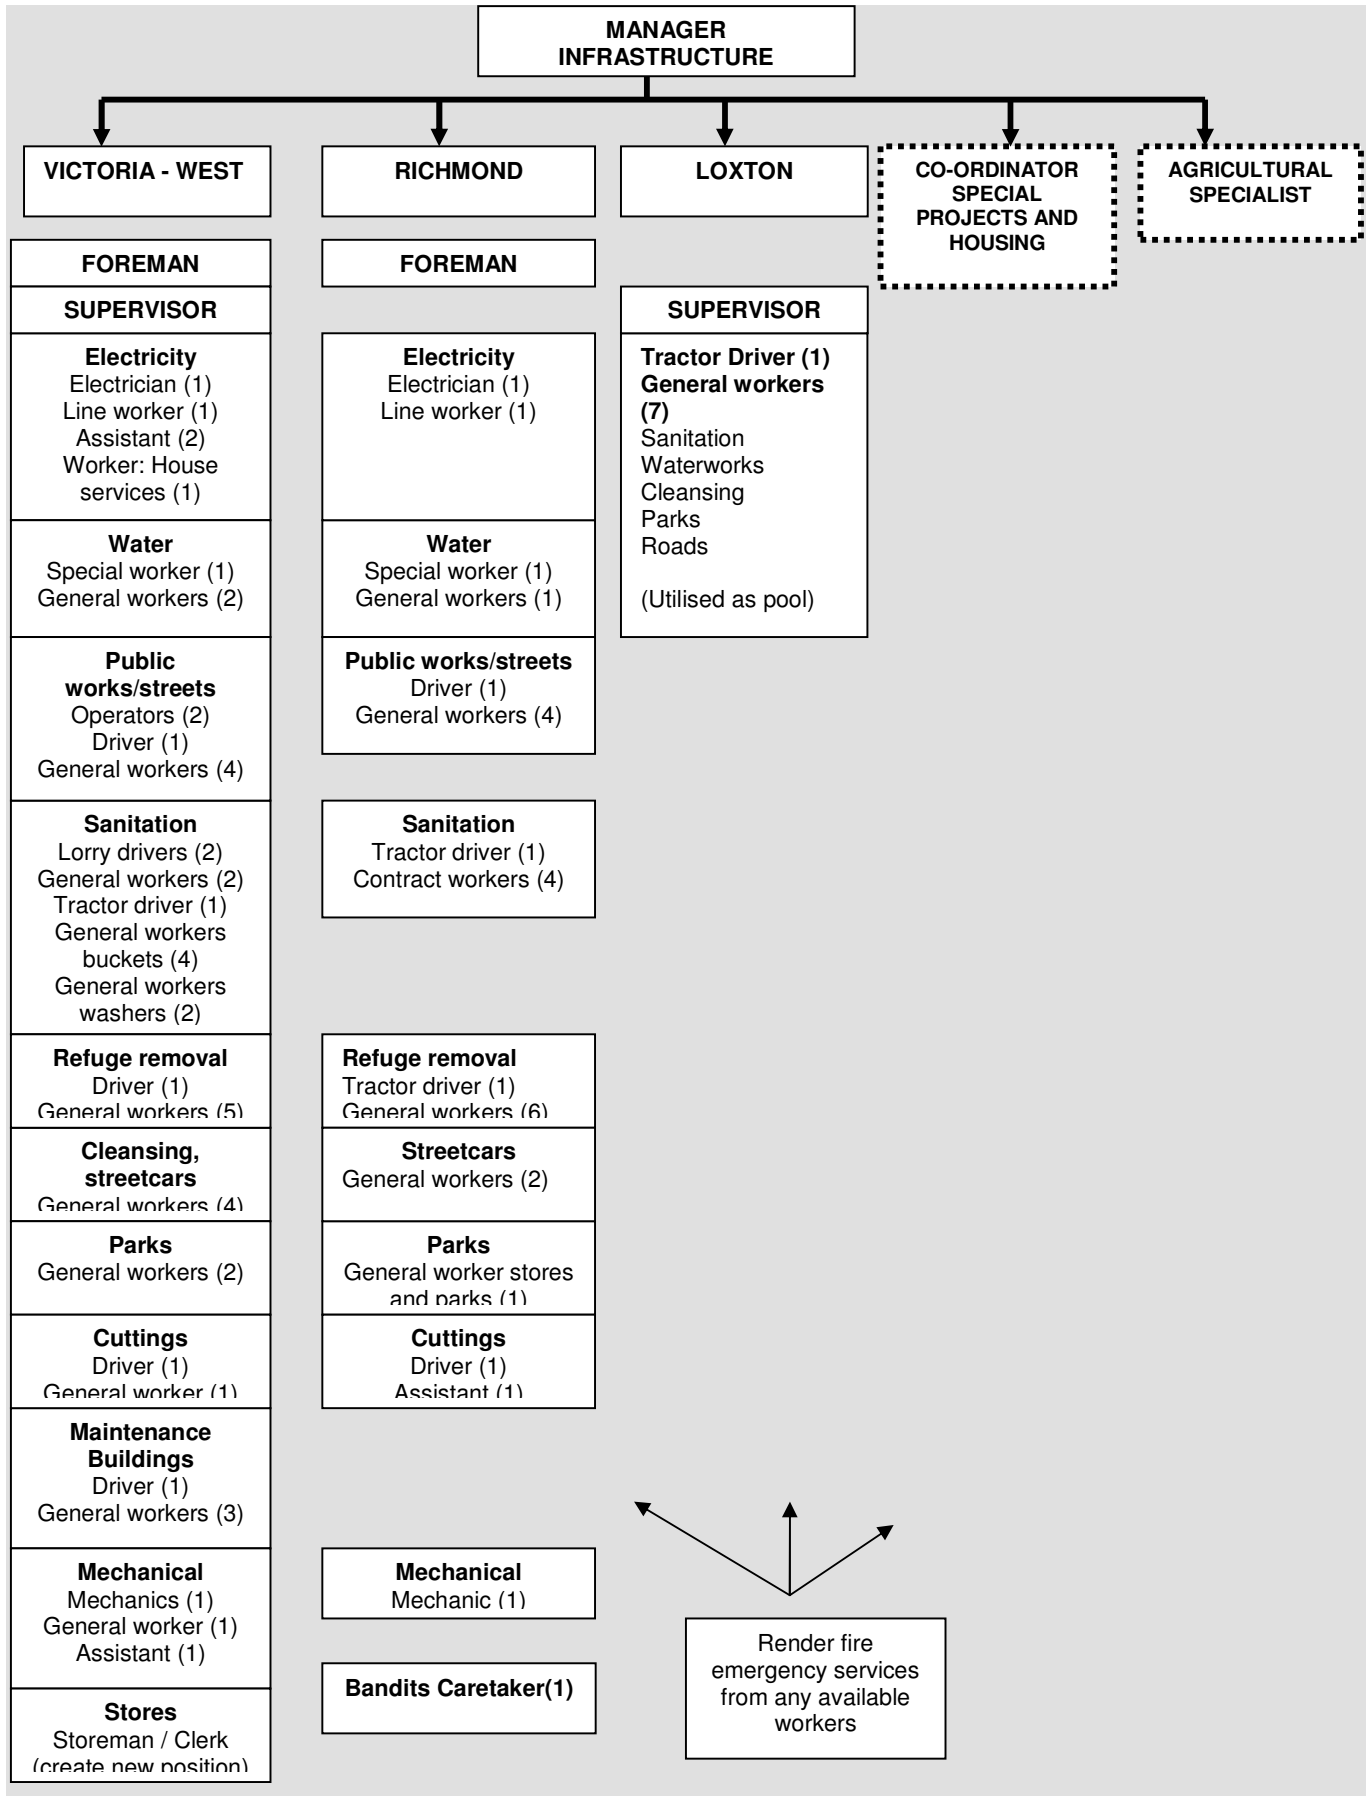 MANAGER
INFRASTRUCTURE
VICTORIA - WEST
RICHMOND
LOXTON
CO-ORDINATOR
SPECIAL
PROJECTS AND
HOUSING
AGRICULTURAL
SPECIALIST
FOREMAN
SUPERVISOR
Electricity
Electrician (1)
Line worker (1)
Assistant (2)
Worker: House
services (1)
Water
Special worker (1)
General workers (2)
Public
works/streets
Operators (2)
Driver (1)
General workers (4)
Sanitation
Lorry drivers (2)
General workers (2)
Tractor driver (1)
General workers
buckets (4)
General workers
washers (2)
Refuge removal
Driver (1)
General workers (5)
Cleansing,
streetcars
General workers (4)
Parks
General workers (2)
Cuttings
Driver (1)
General worker (1)
Maintenance
Buildings
Driver (1)
General workers (3)
Mechanical
Mechanics (1)
General worker (1)
Assistant (1)
Stores
Storeman / Clerk
(create new position)
FOREMAN
Electricity
Electrician (1)
Line worker (1)
Water
Special worker (1)
General workers (1)
Public works/streets
Driver (1)
General workers (4)
Sanitation
Tractor driver (1)
Contract workers (4)
Refuge removal
Tractor driver (1)
General workers (6)
Streetcars
General workers (2)
Parks
General worker stores
and parks (1)
Cuttings
Driver (1)
Assistant (1)
Mechanical
Mechanic (1)
Bandits Caretaker(1)
SUPERVISOR
Tractor Driver (1)
General workers
(7)
Sanitation
Waterworks
Cleansing
Parks
Roads
(Utilised as pool)
Render fire
emergency services
from any available
workers